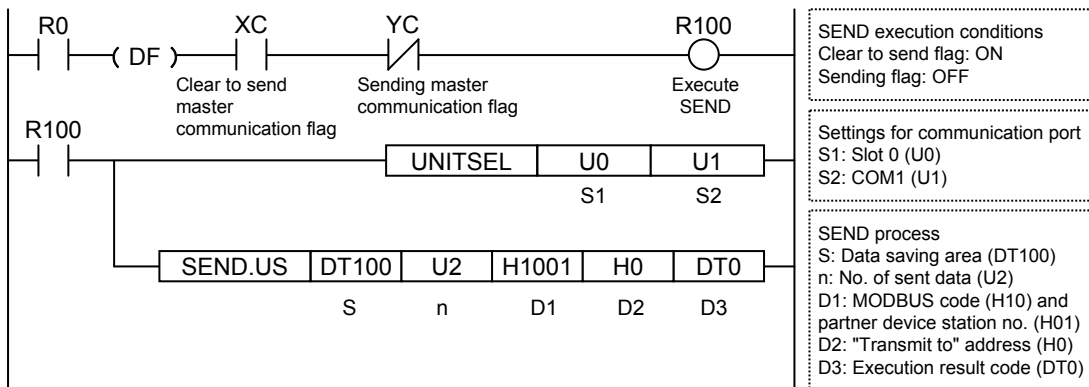 R0 XC YC R100
( DF )
Clear to send
master
communication flag
Sending master
communication flag
Execute
SEND
R100
UNITSEL U0 U1
S1 S2
SEND.US DT100 U2 H1001 H0 DT0
S n D1 D2 D3
SEND execution conditions
Clear to send flag: ON
Sending flag: OFF
Settings for communication port
S1: Slot 0 (U0)
S2: COM1 (U1)
SEND process
S: Data saving area (DT100)
n: No. of sent data (U2)
D1: MODBUS code (H10) and
partner device station no. (H01)
D2: "Transmit to" address (H0)
D3: Execution result code (DT0)